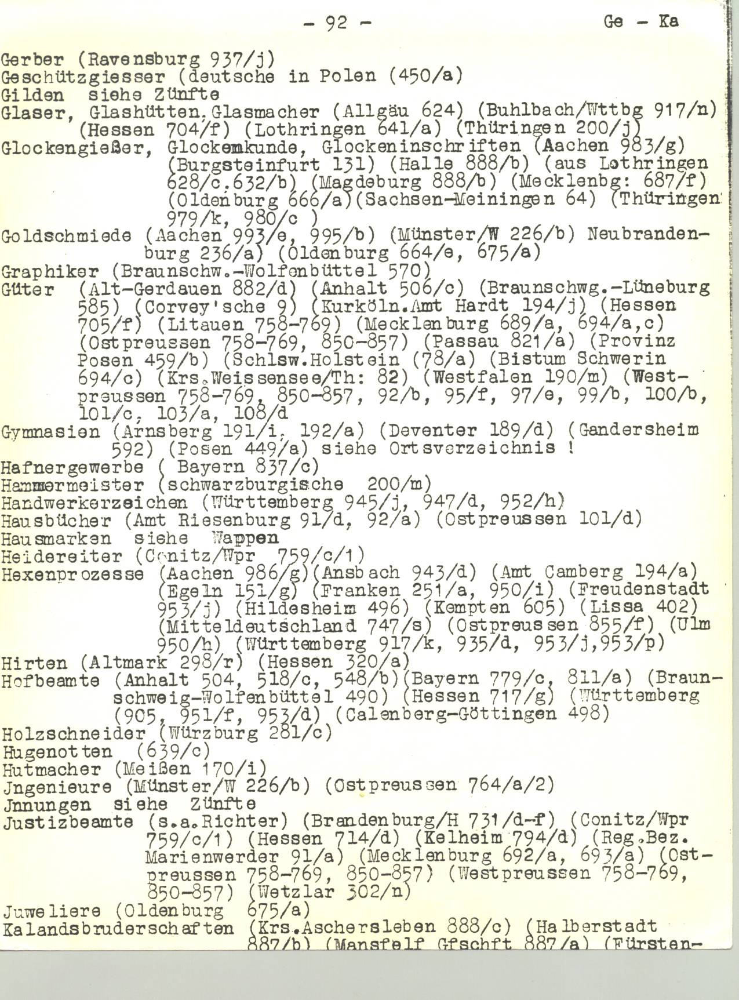 - 92 -	Ge - Ka
Gerber (Ravensburg 937/j)
Geschützgiesser (deutsche in Polen (450/a)
Gilden siehe Zünfte
Glaser, Glashütten, Glasmacher (Allgäu 624) (Buhlbach/Wttbg 917/n)
(Hessen 704/f) (Lothringen 641/a) (Thüringen 200/j)
Glockengießer, Glockemkunde, Glockeninschriften (Aachen 983/g)
(Burgsteinfurt 131) (Halle 888/b) (aus Lothringen
628/c;632/b) (Magdeburg 888/b) (Mecklenbg: 687/f)
(Oldenburg 666/a)(Sachsen-Meiningen 64) (Thüringen
979/k, 980/c )
Goldschmiede (Aachen 993/e, 995/b) (Münster/W 226/b) Neubranden-
burg 236/a) (Oldenburg 664/e, 675/a)
Graphiker (Braunschw.-Wolfenbüttel 570)
Güter (Alt-Gerdauen 882/d) (Anhalt 506/c) (Braunschwg.-Lüneburg
585) (Corvey'sche 9) (Kurköln.Amt Hardt 194/j) (Hessen
705/f) (Litauen 758-769) (Mecklenburg 689/a, 694/a,c)
(Ostpreussen 758-769, 850-857) (Passau 821/a) (Provinz
Posen 459/b) (Schlsw.Holstein (78/a) (Bistum Schwerin
694/c) (Krs.Weissensee/Th: 82) (Westfalen 190/m) (West-
preussen 758-769, 850-857, 92/b, 95/f, 97/e, 99/b, 100/b,
101/c, 103/a, 108/d
Gymnasien (Arnsberg 191/i, 192/a) (Deventer 189/d) (Gandersheim
592) (Posen 449/a) siehe Ortsverzeichnis !
Hafnergewerbe ( Bayern 837/c)
Hammermeister (schwarzburgische 200/m)
Handwerkerzeichen (Württemberg 945/j, 947/d, 952/h)
Hausbücher (Amt Riesenburg 91/d, 92/a) (Ostpreussen 101/d)
Hausmarken siehe Wappen
Heidereiter (Conitz/Wpr 759/c/1)
Hexenprozesse (Aachen 986/g)(Ansbach 943/d) (Amt Camberg 194/a)
(Egeln 151/g) (Franken 251/a, 950/i) (Freudenstadt
953/j) (Hildesheim 496) (Kempten 605) (Lissa 402)
(Mitteldeutschland 747/s) (Ostpreussen 855/f) (Ulm
950/h) (Württemberg 917/k, 935/d, 953/j,953/p)
Hirten (Altmark 298/r) (Hessen 320/a)
Hofbeamte (Anhalt 504, 518/c, 548/b)(Bayern 779/c, 811/a) (Braun-
schweig-Wolfenbüttel 490) (Hessen 717/g) (Württemberg
(905, 951/f, 953/d) (Calenberg-Göttingen 498)
Holzschneider (Würzburg 281/c)
Hugenotten (639/c)
Hutmacher (Meißen 170/i)
Jngenieure (Münster/W 226/b) (Ostpreussen 764/a/2)
Jnnungen siehe Zünfte
Justizbeamte (s.a.Richter) (Brandenburg/H 731/d-f) (Conitz/Wpr
759/c/1) (Hessen 714/d) (Kelheim 794/d) (Reg.Bez.
Marienwerder 91/a) (Mecklenburg 692/a, 693/a) (Ost-
preussen 758-769, 850-857) (Westpreussen 758-769,
850-857) (Wetzlar 302/n)
Juweliere (Oldenburg 675/a)
Kalandsbruderschaften (Krs.Aschersleben 888/c) (Halberstadt
887/b) (Mansfelf Gfschft 887/a) (Fürsten-